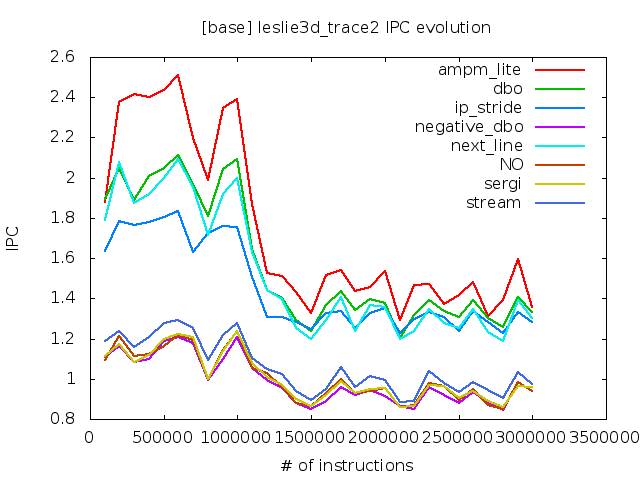 [base] leslie3d_trace2 IPC evolution
2.6
2.4
2.2
2
1.8
1.6
1.4
1.2
1
0.8
IPC
ampm_lite
dbo
ip_stride
negative_dbo
next_line
NO
sergi
stream
0 500000 1000000 1500000 2000000 2500000 3000000 3500000
# of instructions